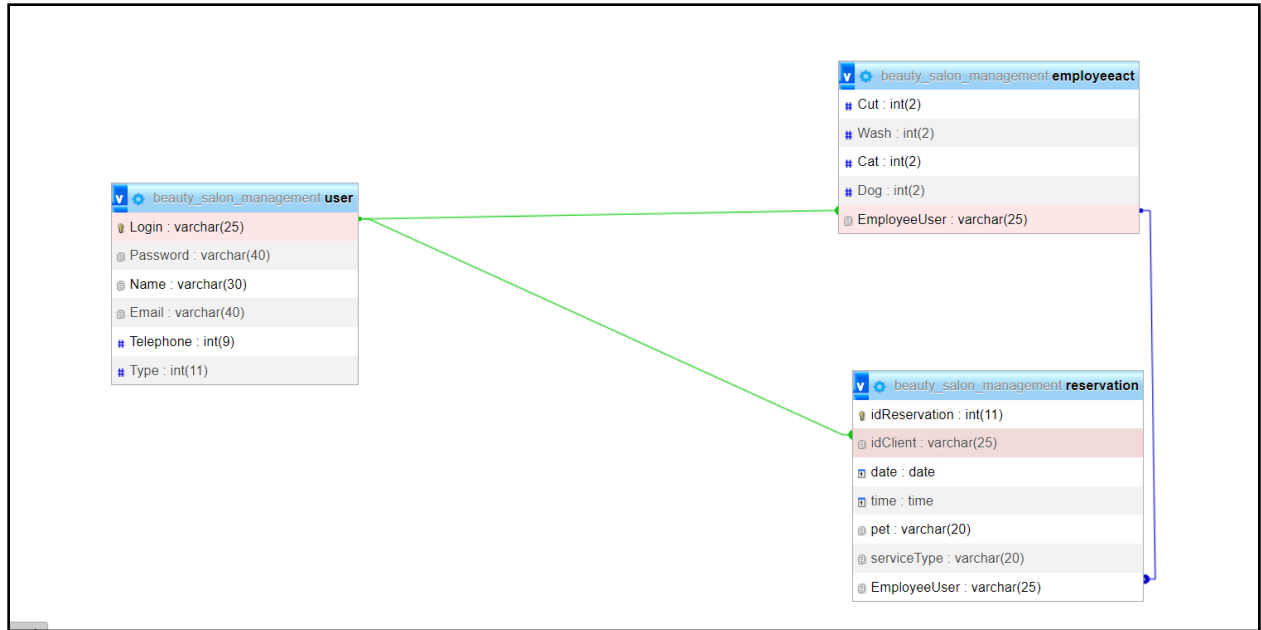 beauty_salon_management employeeact
Cut : int(2)
Wash : int(2)
Cat : int(2)
Dog : int(2)
EmployeeUser : varchar(25)
beauty_salon_management user
Login : varchar(25)
Password : varchar(40)
Name : varchar(30)
Email : varchar(40)
Telephone : int(9)
Type : int(11)
beauty_salon_management reservation
idReservation : int(11)
idClient : varchar(25)
date : date
time : time
pet : varchar(20)
serviceType : varchar(20)
EmployeeUser : varchar(25)